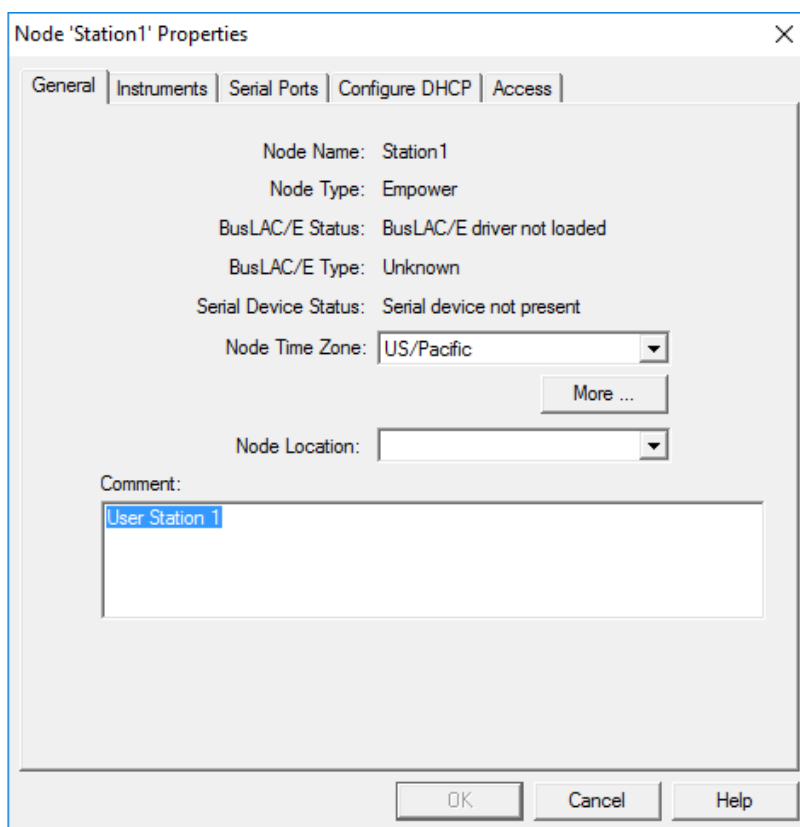 Node 'Station1' Properties
General Instruments Serial Ports Configure DHCP Access
Node Name: Station1
Node Type: Empower
BusLAC/E Status: BusLAC/E driver not loaded
BusLAC/E Type: Unknown
Serial Device Status: Serial device not present
Node Time Zone: US/Pacific
More ...
Node Location:
Comment:
User Station 1
OK Cancel Help